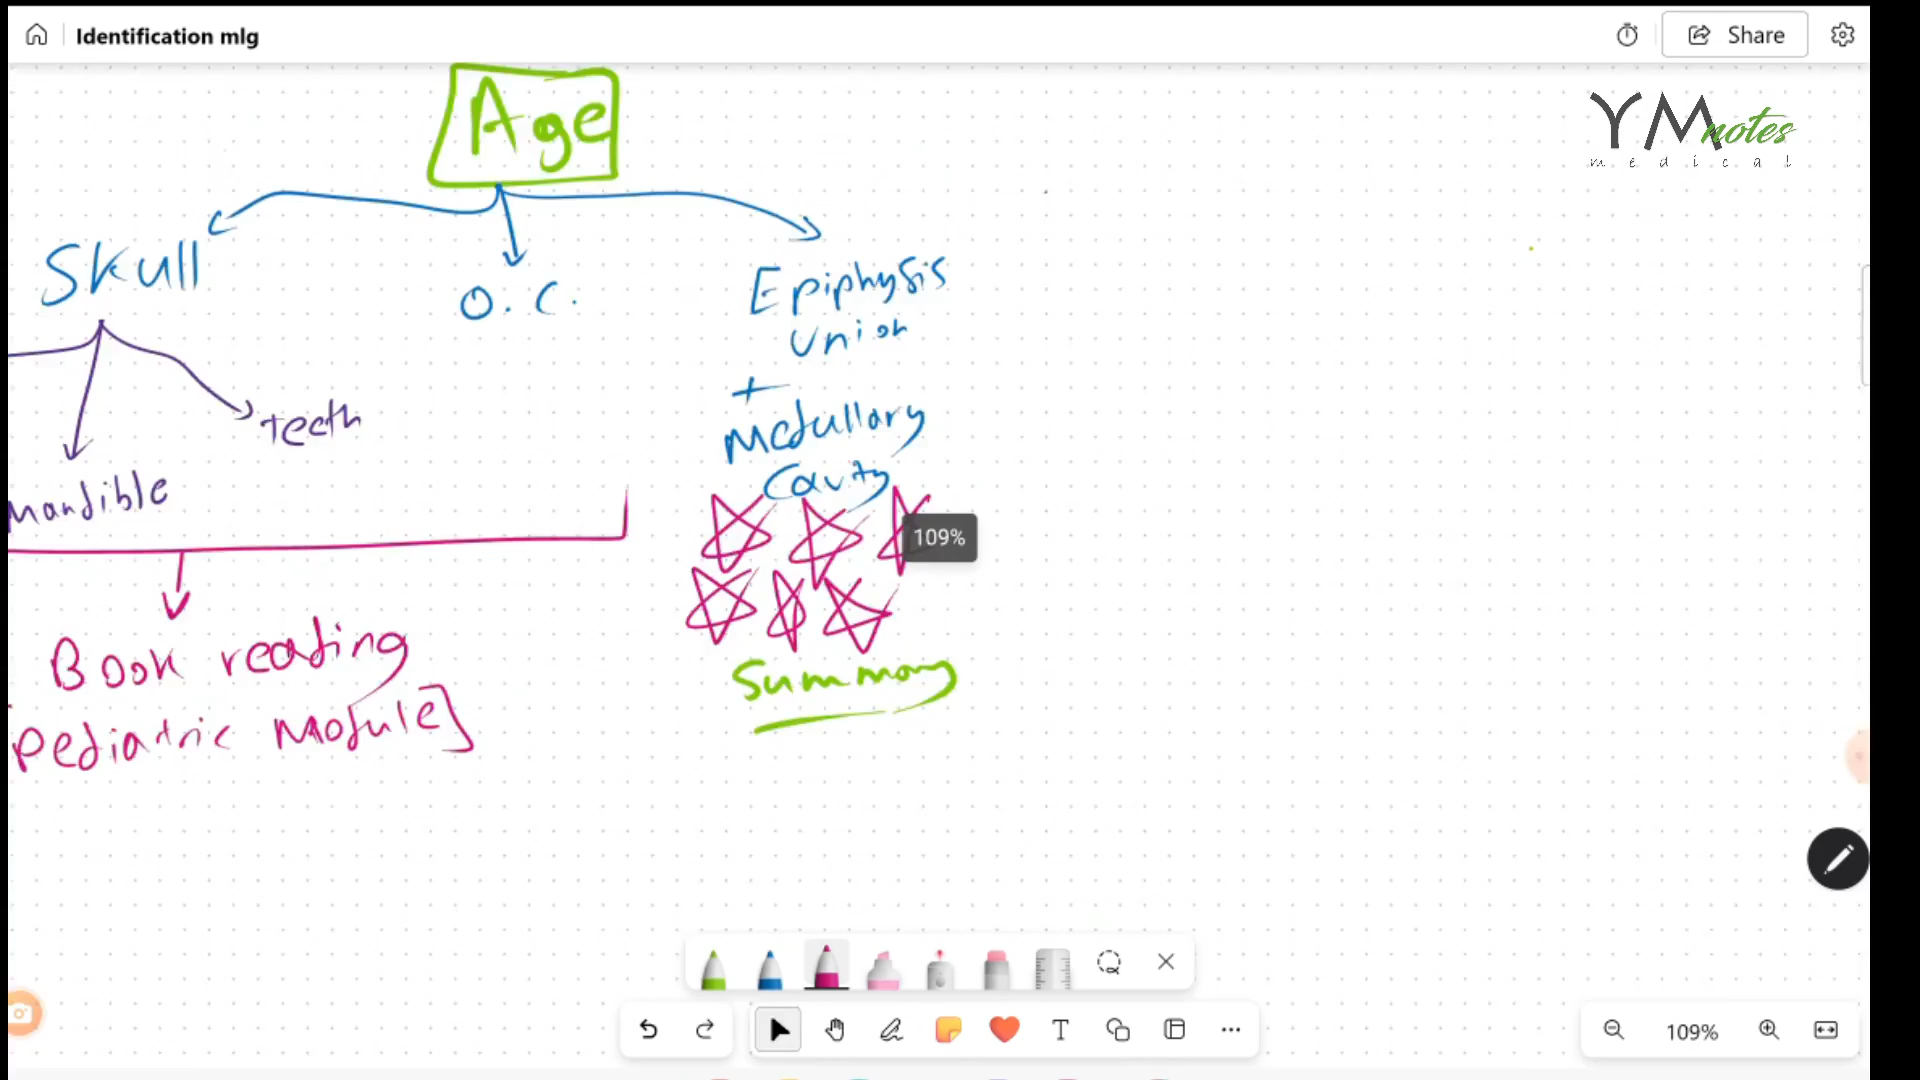 Identification mlg
Share
YM notes
medical
Age
Skull
O.C.
Epiphysis
Union
+
Medullary
Cavity
teeth
mandible
109%
Book reading
pediatric Module]
Summary
109%